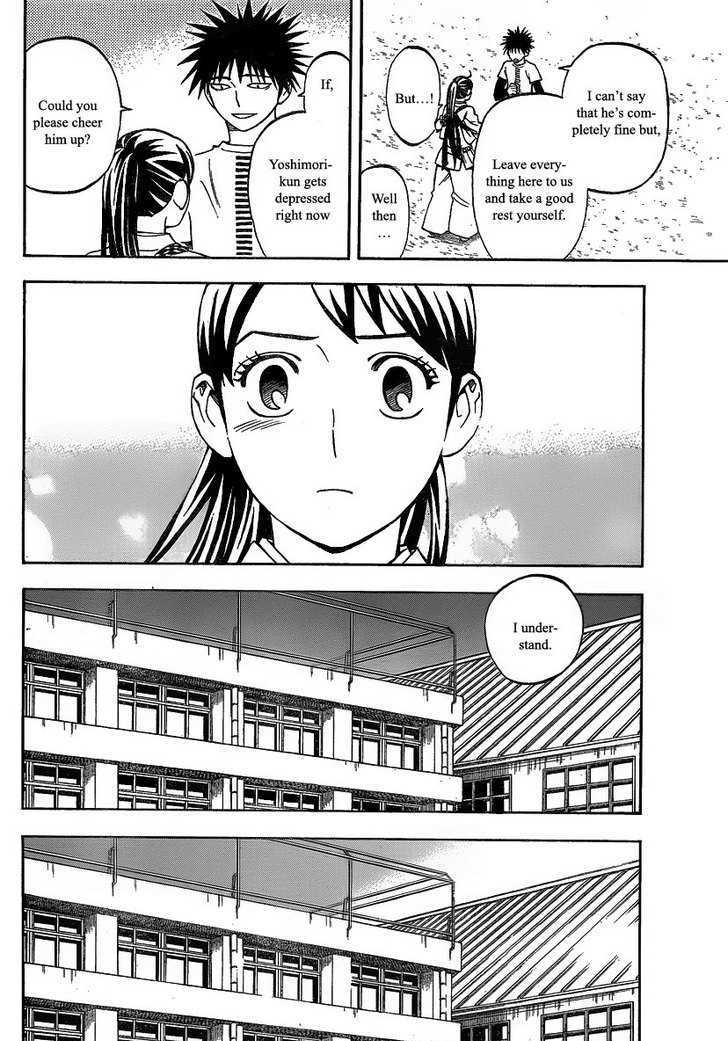 I can't say
that he's com-
pletely fine but,
Leave every-
thing here to us
and take a good
rest yourself.
But...!
Well
then
...
If,
Yoshimori-
kun gets
depressed
right now
Could you
please cheer
him up?
I under-
stand.